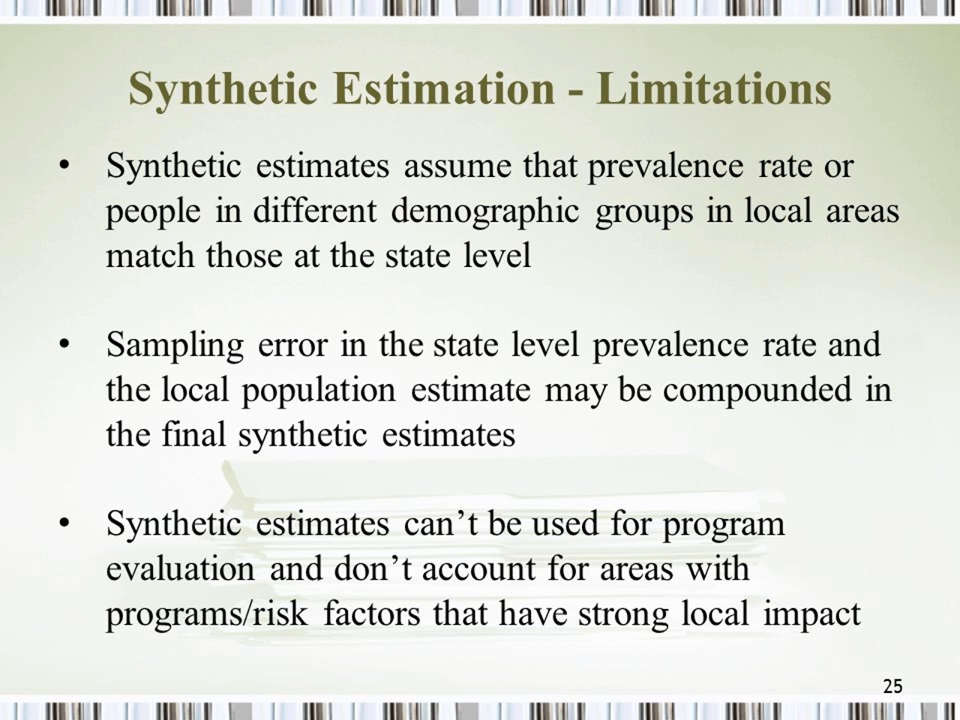 Synthetic Estimation - Limitations
• Synthetic estimates assume that prevalence rate or
people in different demographic groups in local areas
match those at the state level
• Sampling error in the state level prevalence rate and
the local population estimate may be compounded in
the final synthetic estimates
• Synthetic estimates can’t be used for program
evaluation and don’t account for areas with
programs/risk factors that have strong local impact
25